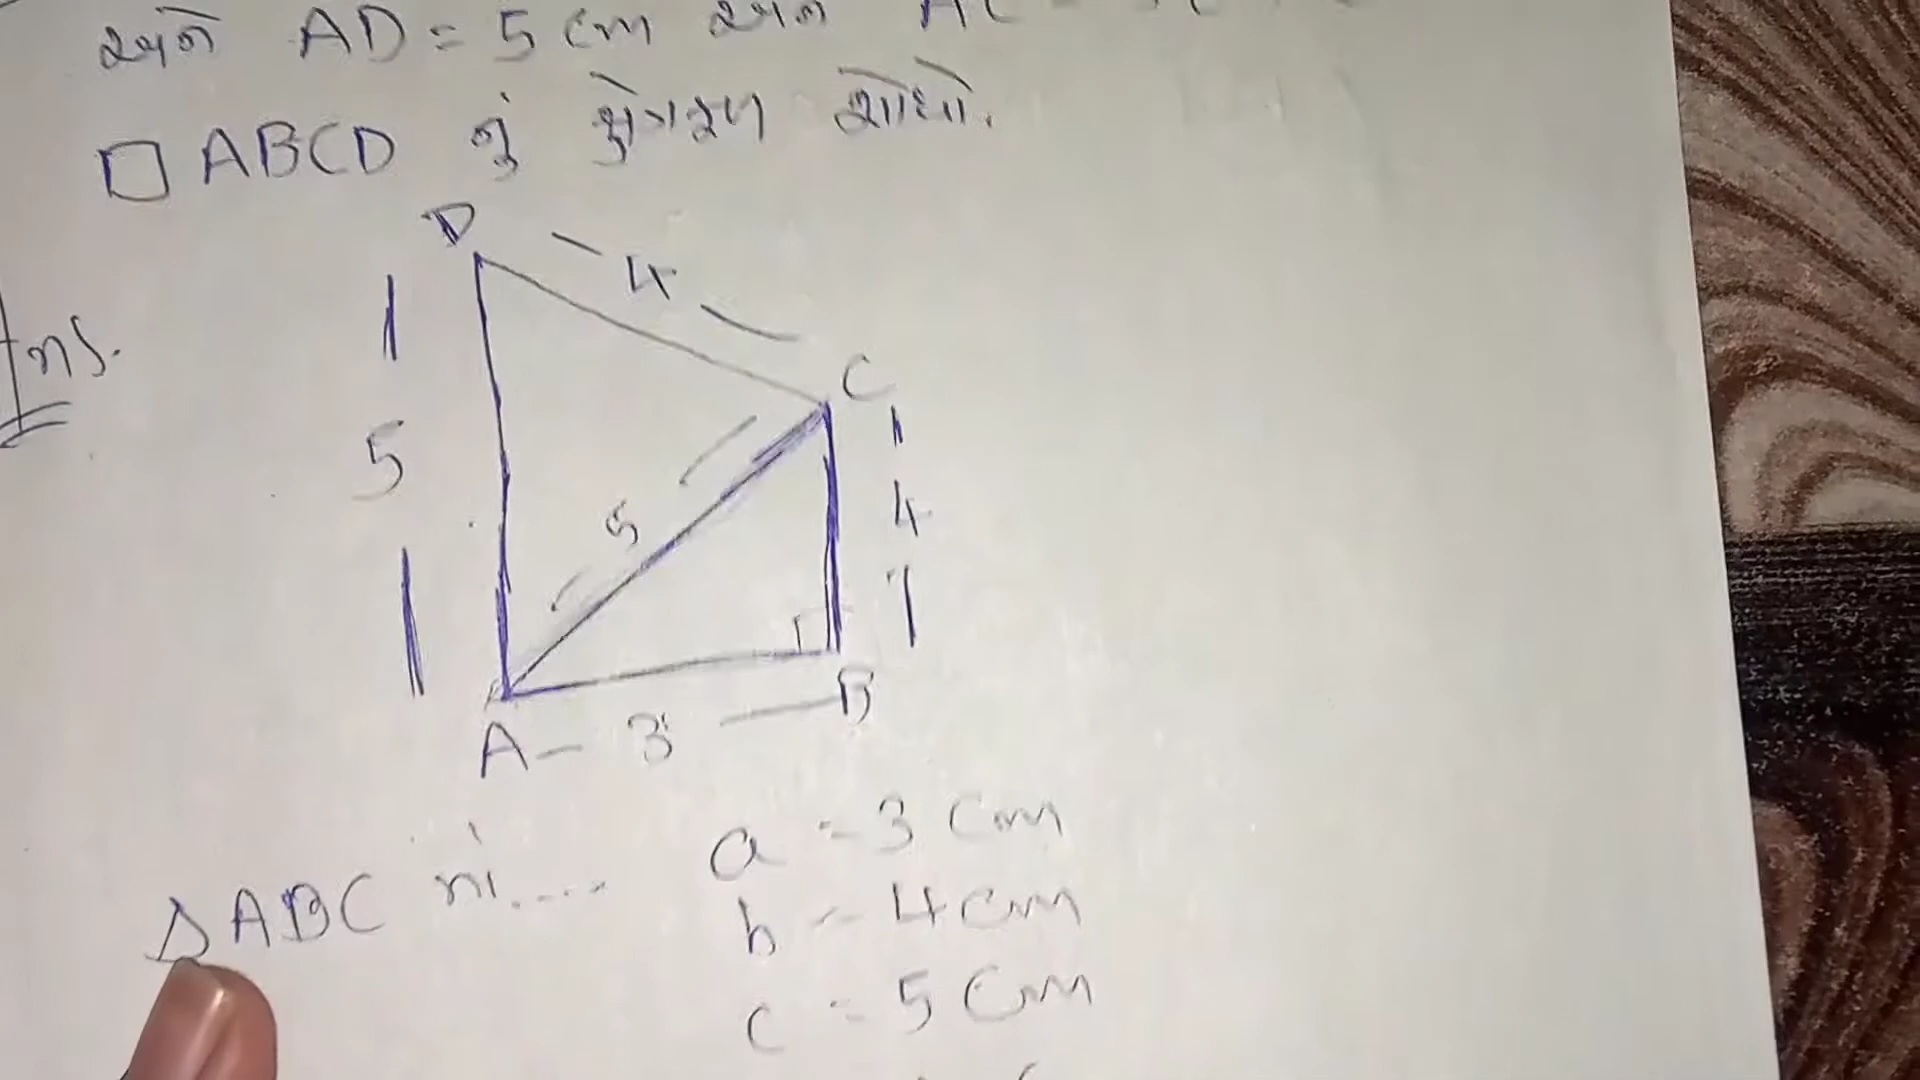 અને AD = 5 cm અને AC
□ ABCD નું ક્ષેત્રફળ શોધો.
D
4
Ans.
C
5
5
4
B
A - 3
a = 3 cm
△ABC માં....
b = 4 cm
c = 5 cm